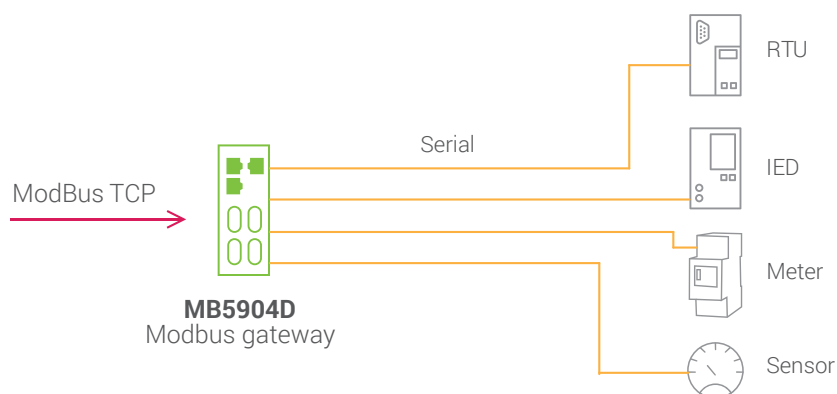 RTU
Serial
IED
ModBus TCP
Meter
MB5904D
Modbus gateway
Sensor